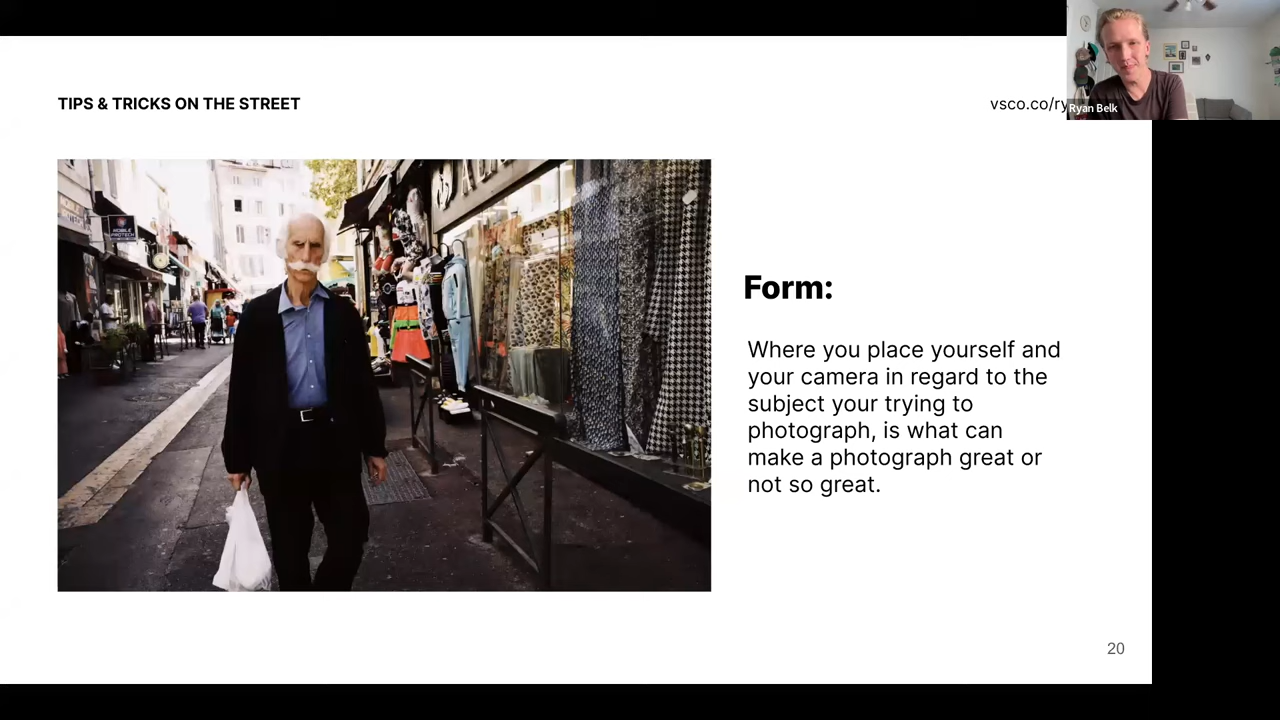 TIPS & TRICKS ON THE STREET
vsco.co/ry
Ryan Belk
Form:
Where you place yourself and
your camera in regard to the
subject your trying to
photograph, is what can
make a photograph great or
not so great.
20